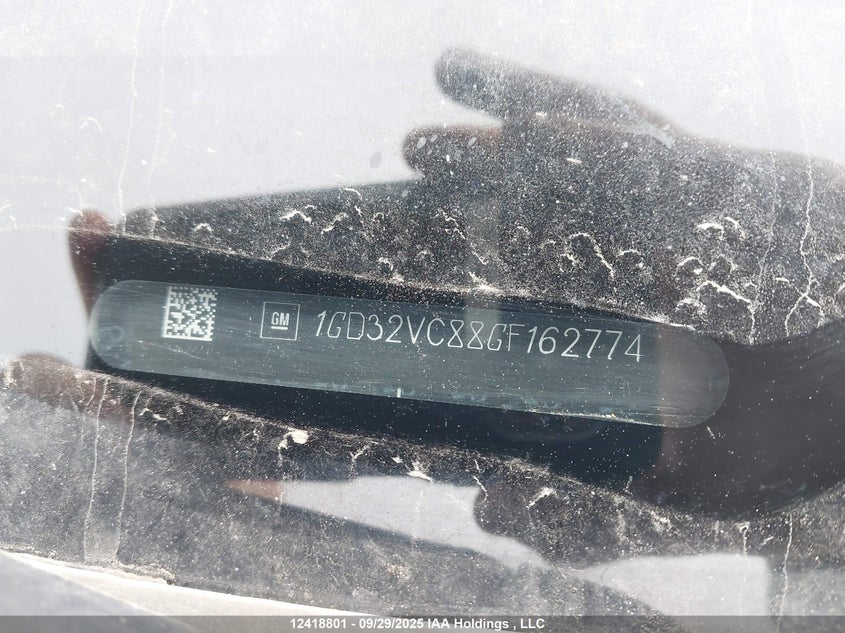 GM 1GD32VC88GF162774
12418801 - 09/29/2025 IAA Holdings , LLC